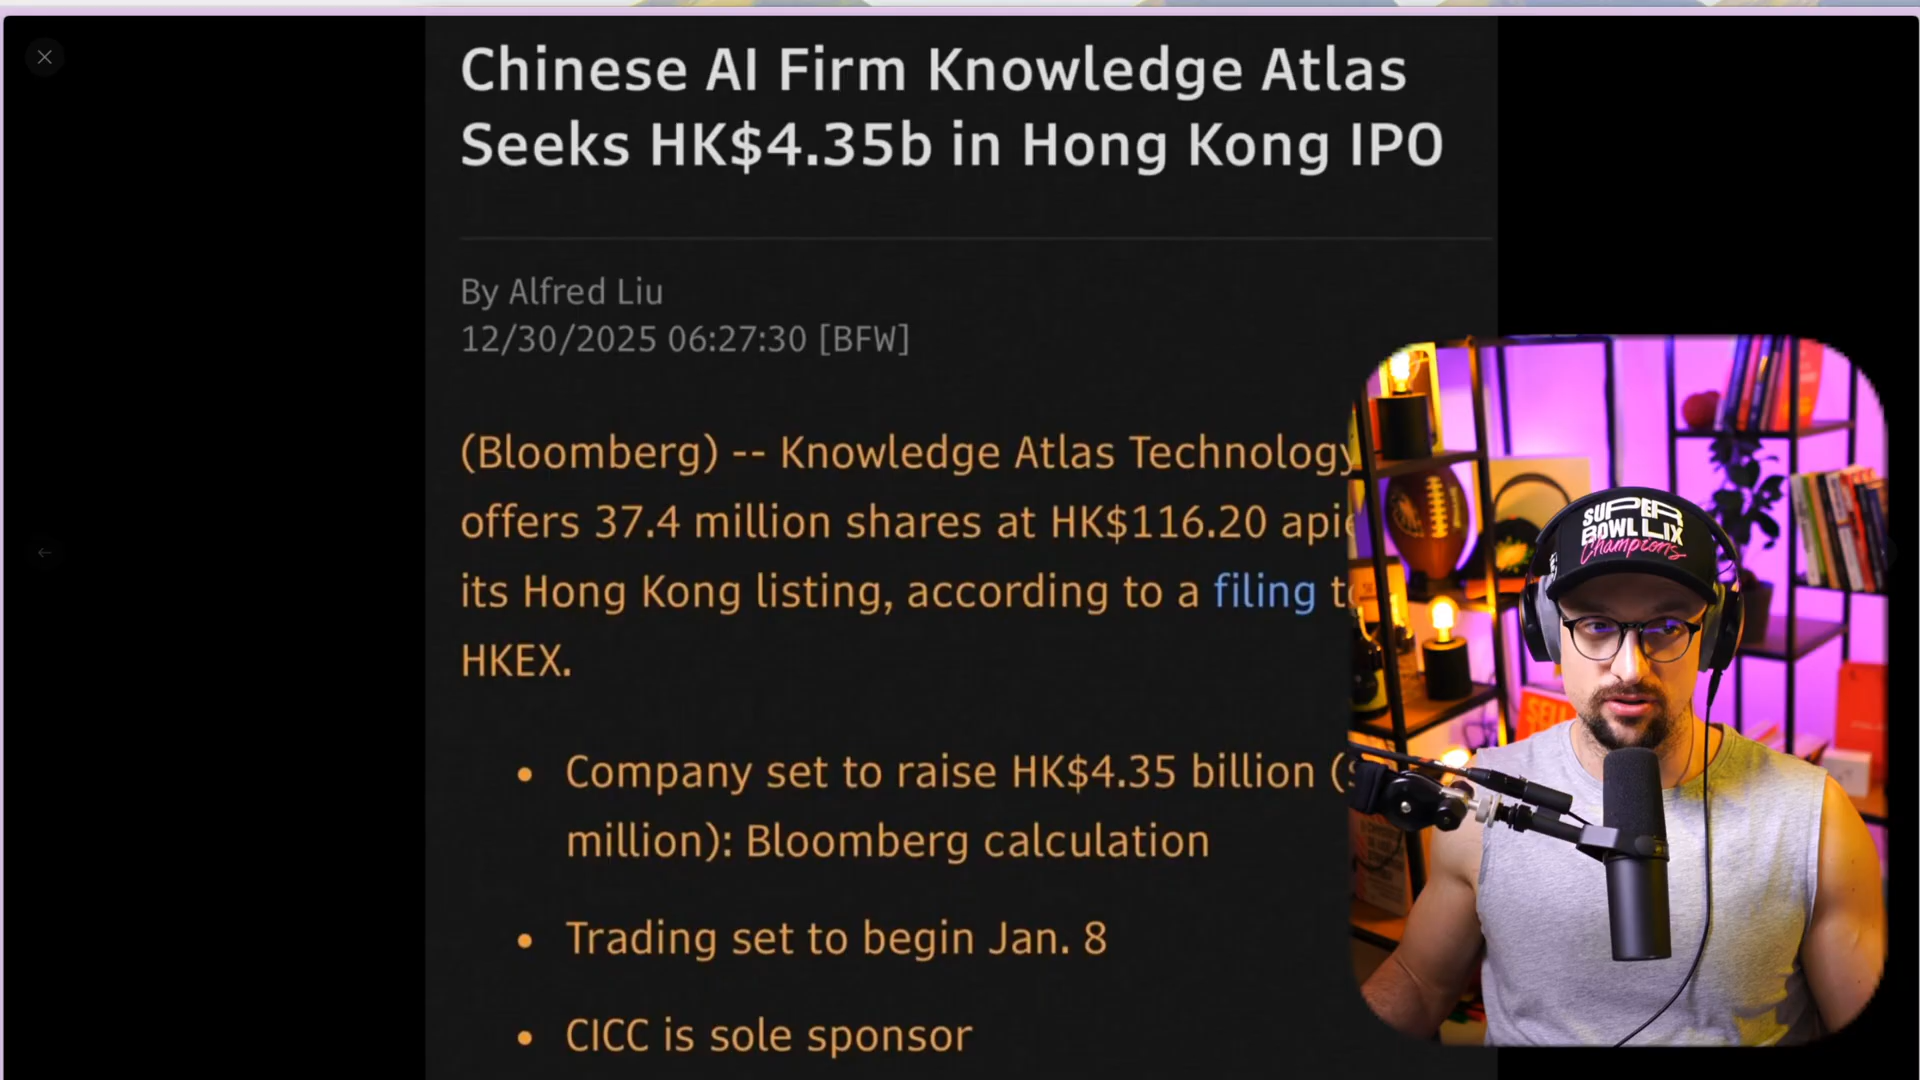 Chinese AI Firm Knowledge Atlas
Seeks HK$4.35b in Hong Kong IPO
By Alfred Liu
12/30/2025 06:27:30 [BFW]
(Bloomberg) -- Knowledge Atlas Technology
offers 37.4 million shares at HK$116.20
its Hong Kong listing, according to a filing
HKEX.
• Company set to raise HK$4.35 billion
million): Bloomberg calculation
• Trading set to begin Jan. 8
• CICC is sole sponsor
SUPER
BOWL LIX
Champions
SELL